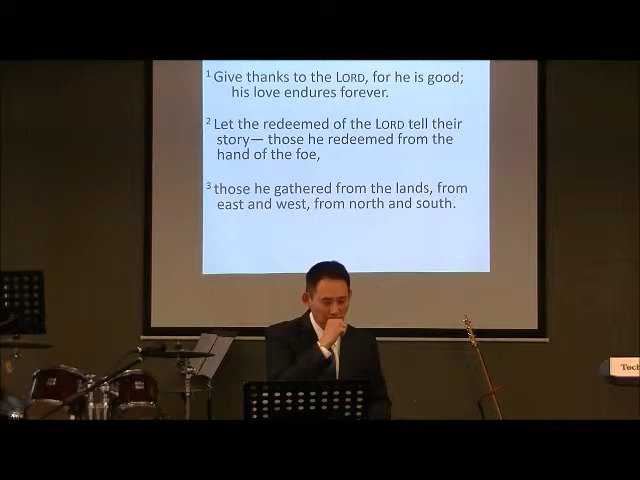 1 Give thanks to the LORD, for he is good;
his love endures forever.
2 Let the redeemed of the LORD tell their
story— those he redeemed from the
hand of the foe,
3 those he gathered from the lands, from
east and west, from north and south.